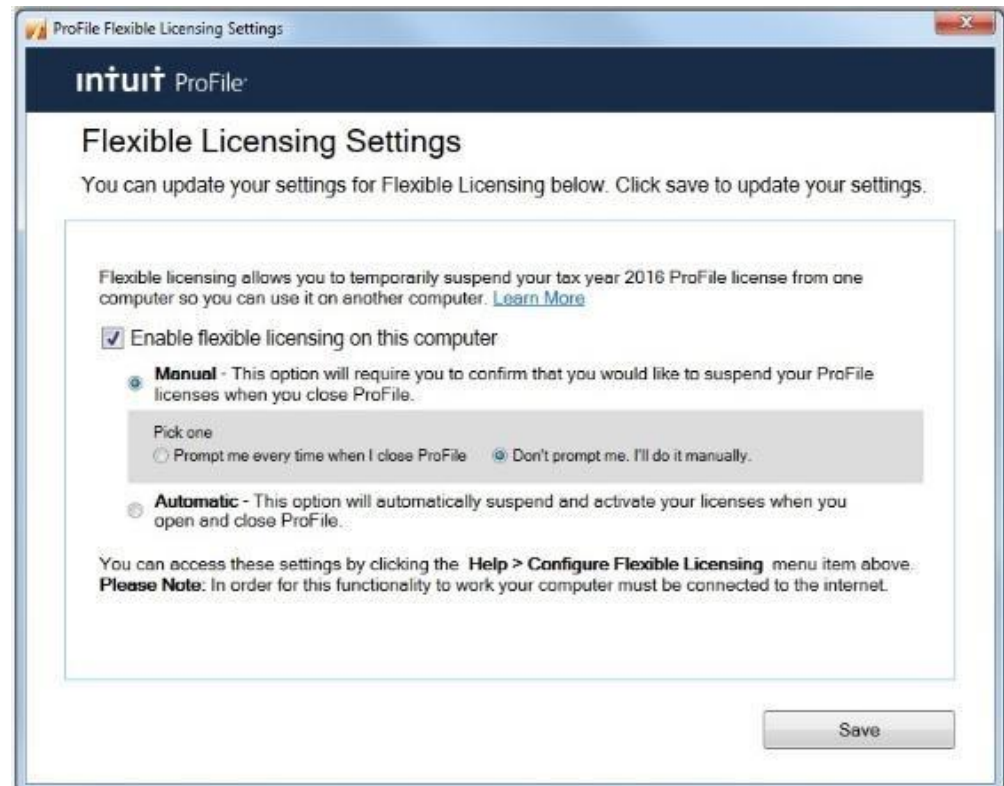 ProFile Flexible Licensing Settings
ıntuıt ProFile
Flexible Licensing Settings
You can update your settings for Flexible Licensing below. Click save to update your settings.
Flexible licensing allows you to temporarily suspend your tax year 2016 ProFile license from one
computer so you can use it on another computer. Learn More
Enable flexible licensing on this computer
Manual - This option will require you to confirm that you would like to suspend your ProFile
licenses when you close ProFile.
Pick one
Prompt me every time when I close ProFile Don't prompt me. I'll do it manually.
Automatic - This option will automatically suspend and activate your licenses when you
open and close ProFile.
You can access these settings by clicking the Help > Configure Flexible Licensing menu item above.
Please Note: In order for this functionality to work your computer must be connected to the internet.
Save